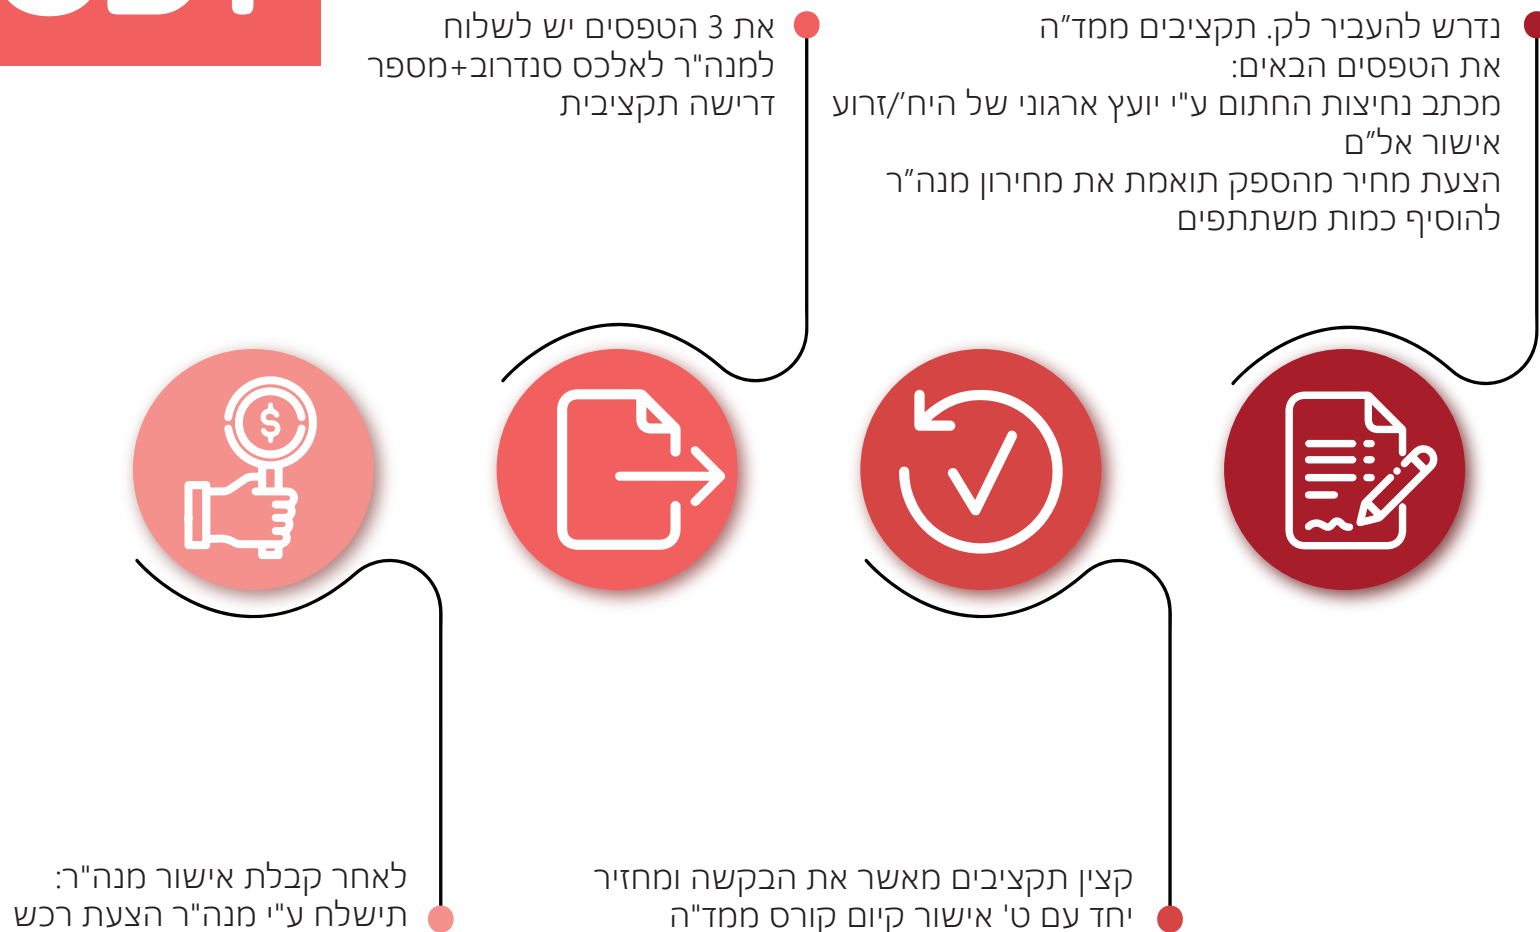 נדרש להעביר לק. תקציבים ממד״ה
את הטפסים הבאים:
מכתב נחיצות החתום ע"י יועץ ארגוני של היח׳/זרוע
אישור אל״ם
הצעת מחיר מהספק תואמת את מחירון מנה״ר
להוסיף כמות משתתפים
קצין תקציבים מאשר את הבקשה ומחזיר
יחד עם ט' אישור קיום קורס ממד"ה
את 3 הטפסים יש לשלוח
למנה"ר לאלכס סנדרוב+מספר
דרישה תקציבית
לאחר קבלת אישור מנה"ר:
תישלח ע"י מנה"ר הצעת רכש